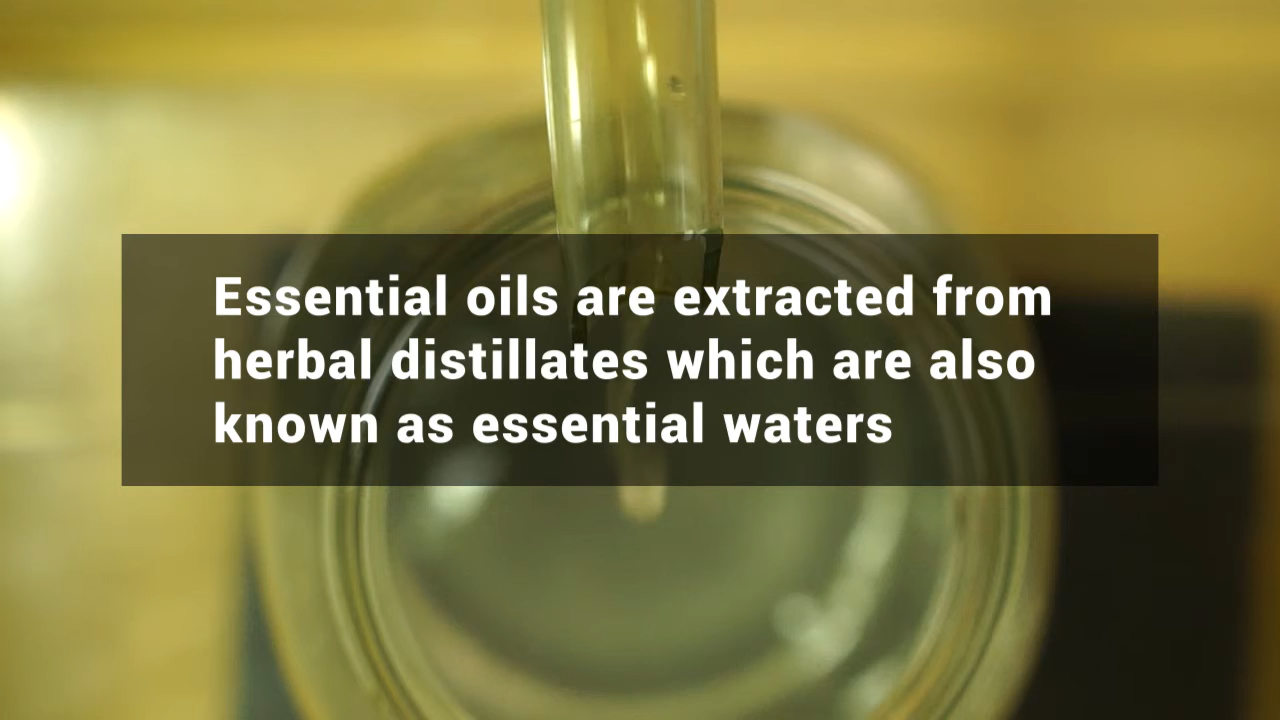 Essential oils are extracted from
herbal distillates which are also
known as essential waters